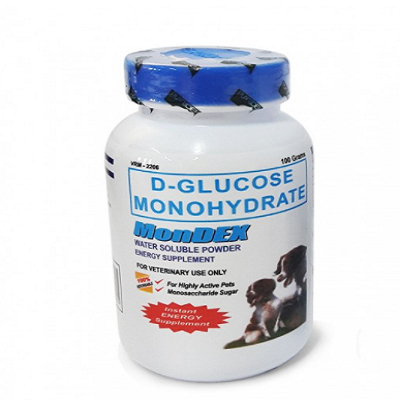 VRM - 2206
100 Grams
D-GLUCOSE
MONOHYDRATE
MonDEX
WATER SOLUBLE POWDER
ENERGY SUPPLEMENT
FOR VETERINARY USE ONLY
100%
For Highly Active Pets
Monosaccharide Sugar
Instant
ENERGY
Supplement